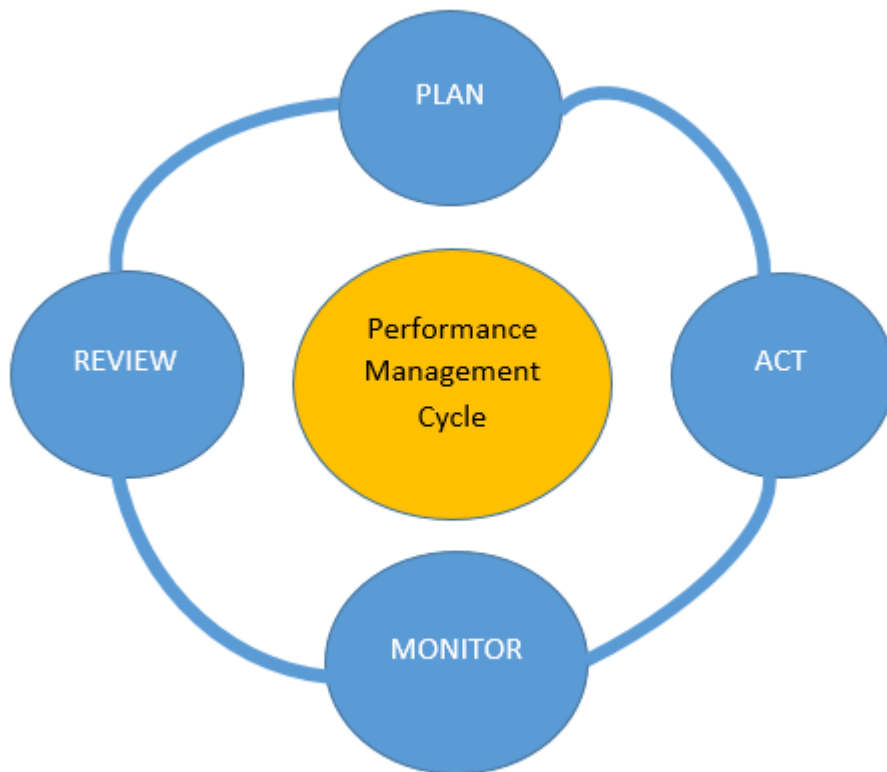 PLAN
REVIEW
Performance
Management
Cycle
ACT
MONITOR